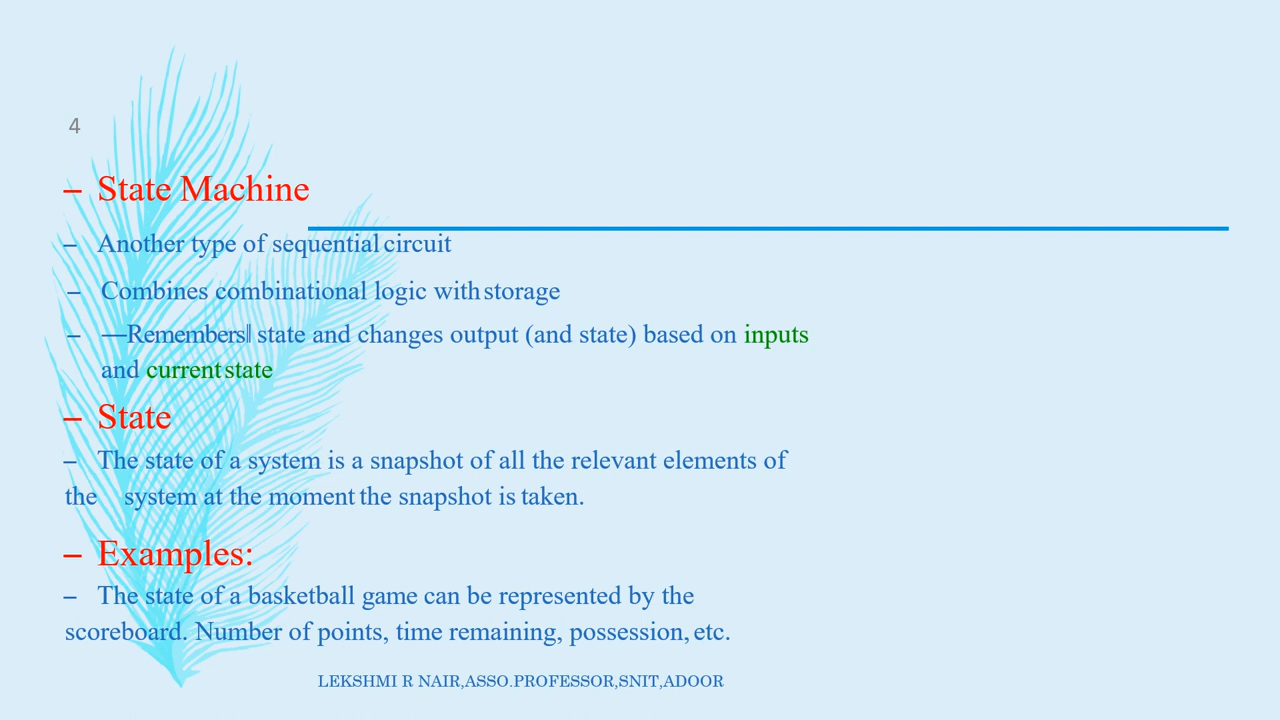 4
– State Machine
– Another type of sequential circuit
– Combines combinational logic with storage
– ―Remembers‖ state and changes output (and state) based on inputs
and current state
– State
– The state of a system is a snapshot of all the relevant elements of
the system at the moment the snapshot is taken.
– Examples:
– The state of a basketball game can be represented by the
scoreboard. Number of points, time remaining, possession, etc.
LEKSHMI R NAIR,ASSO.PROFESSOR,SNIT,ADOOR